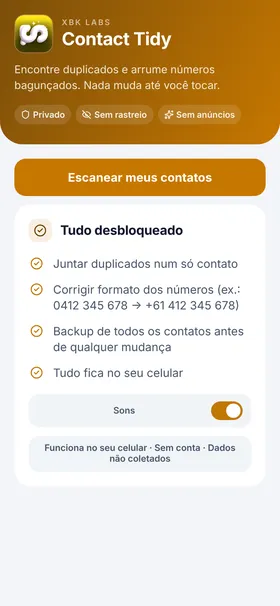 XBK LABS
Contact Tidy
Encontre duplicados e arrume números
bagunçados. Nada muda até você tocar.
Privado
Sem rastreio
Sem anúncios
Escanear meus contatos
Tudo desbloqueado
Juntar duplicados num só contato
Corrigir formato dos números (ex.:
0412 345 678 → +61 412 345 678)
Backup de todos os contatos antes
de qualquer mudança
Tudo fica no seu celular
Sons
Funciona no seu celular · Sem conta · Dados
não coletados